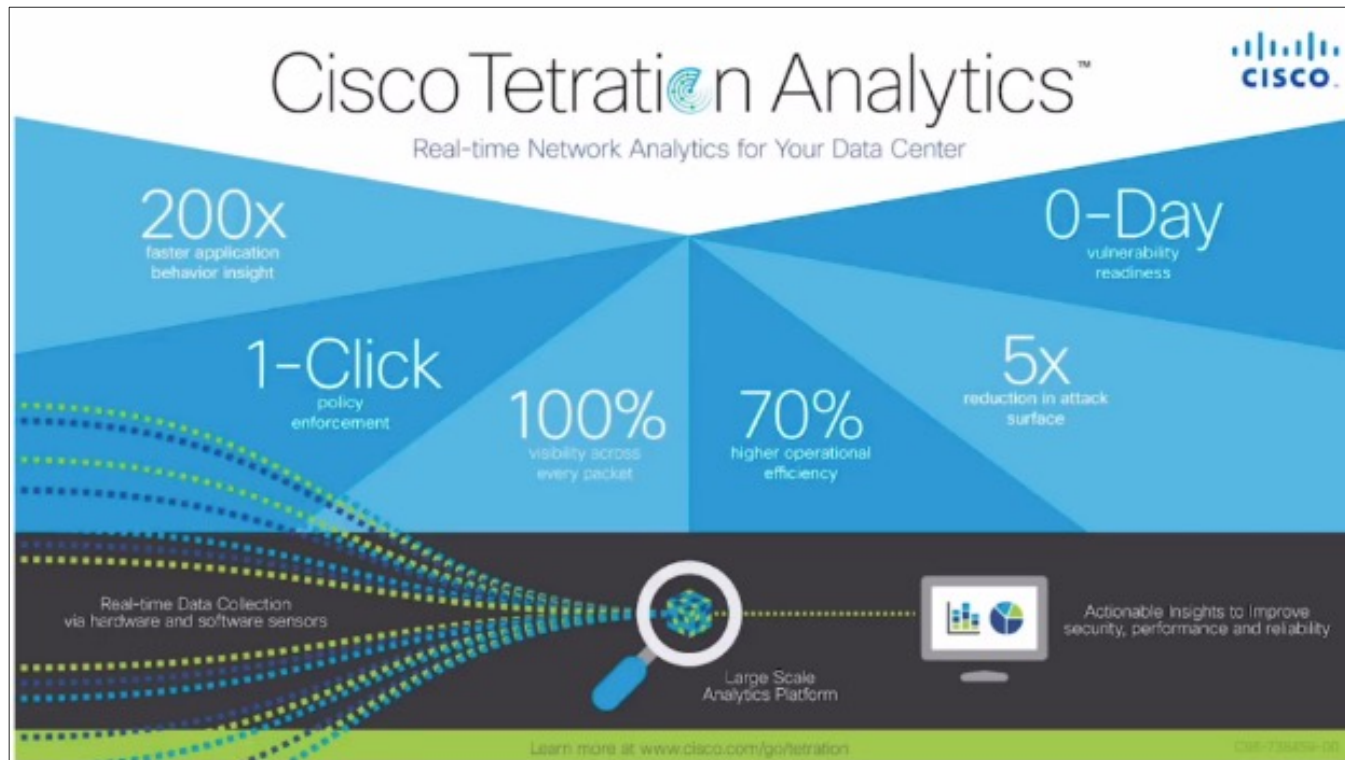 Cisco Tetration Analytics™
CISCO
Real-time Network Analytics for Your Data Center
200x
faster application
behavior insight
0-Day
vulnerability
readiness
1-Click
policy
enforcement
100%
visibility across
every packet
70%
higher operational
efficiency
5x
reduction in attack
surface
Real-time Data Collection
via hardware and software sensors
Large Scale
Analytics Platform
Actionable Insights to Improve
security, performance and reliability
Learn more at www.cisco.com/go/tetration